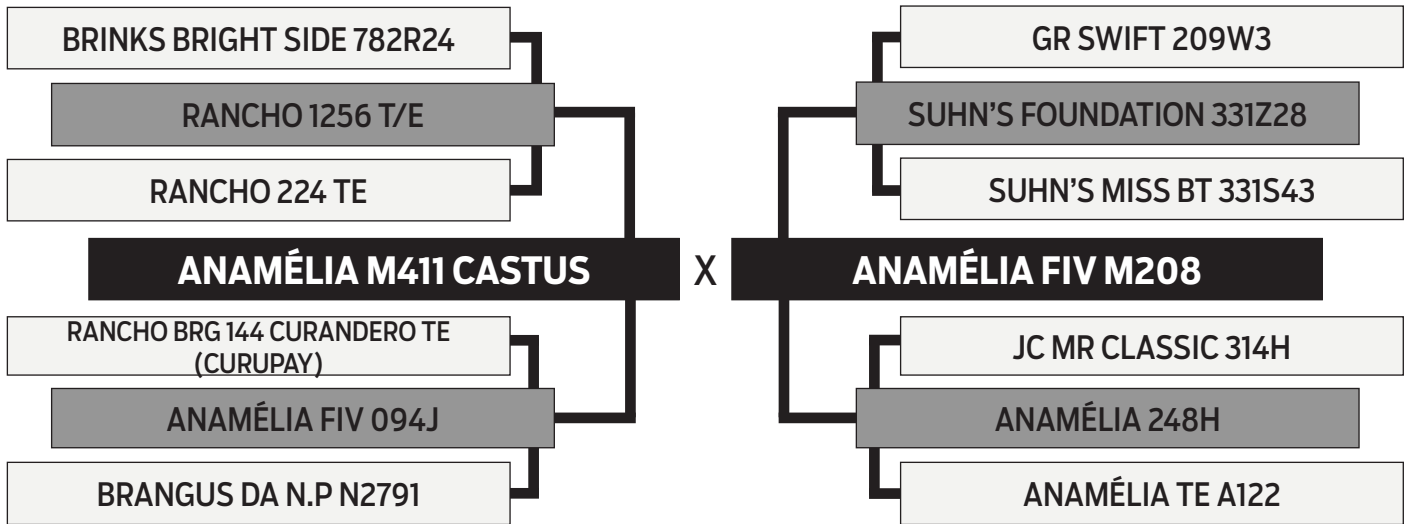 BRINKS BRIGHT SIDE 782R24
RANCHO 1256 T/E
RANCHO 224 TE
ANAMÉLIA M411 CASTUS
RANCHO BRG 144 CURANDERO TE
(CURUPAY)
ANAMÉLIA FIV 094J
BRANGUS DA N.P N2791
X
GR SWIFT 209W3
SUHN'S FOUNDATION 331Z28
SUHN'S MISS BT 331S43
ANAMÉLIA FIV M208
JC MR CLASSIC 314H
ANAMÉLIA 248H
ANAMÉLIA TE A122